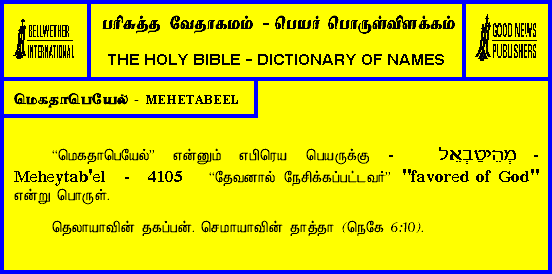 BELLWETHER
INTERNATIONAL
பரிசுத்த வேதாகமம் - பெயர் பொருள்விளக்கம்
THE HOLY BIBLE - DICTIONARY OF NAMES
GOOD NEWS
PUBLISHERS
மெகதாபெயேல் - MEHETABEEL
“மெகதாபெயேல்” என்னும் எபிரெய பெயருக்கு - מְהֵיטַבְאֵל -
Meheytab'el - 4105 “தேவனால் நேசிக்கப்பட்டவர்” "favored of God"
என்று பொருள்.
தெலாயாவின் தகப்பன். செமாயாவின் தாத்தா (நெகே 6:10).